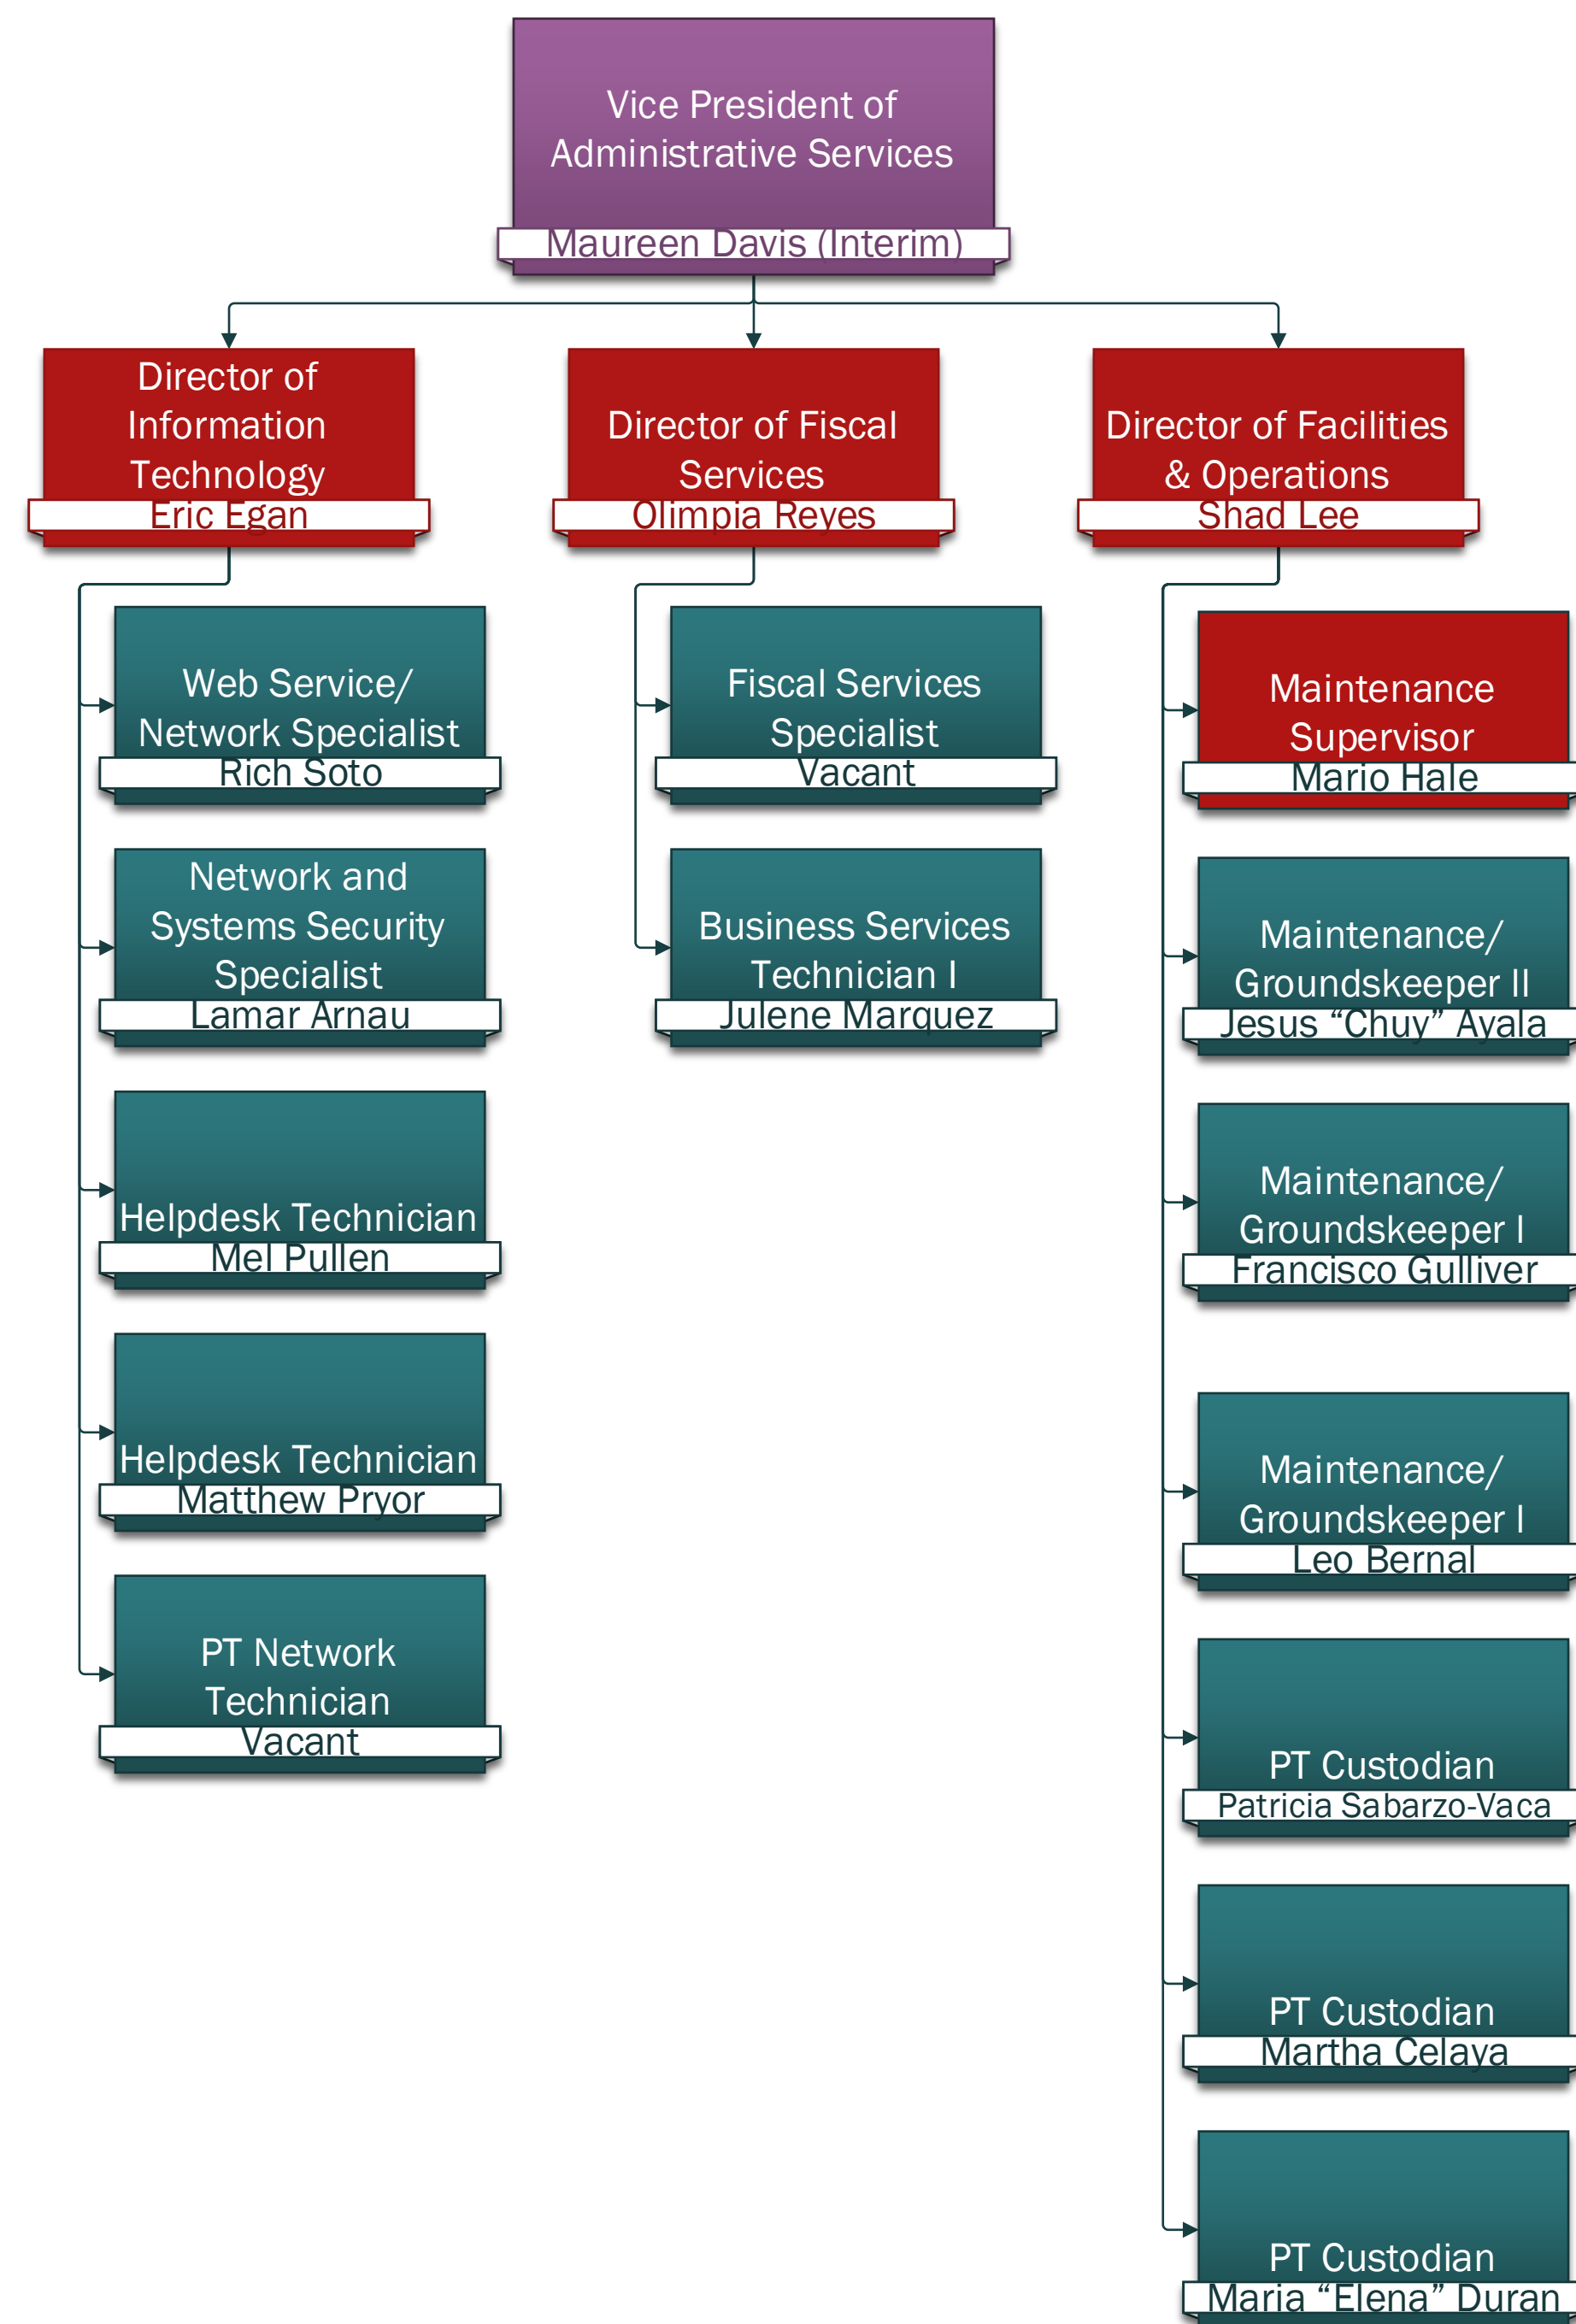 Vice President of
Administrative Services
Maureen Davis (Interim)
Director of
Information
Technology
Eric Egan
Director of Fiscal
Services
Olimpia Reyes
Director of Facilities
& Operations
Shad Lee
Web Service/
Network Specialist
Rich Soto
Network and
Systems Security
Specialist
Lamar Arnau
Helpdesk Technician
Mel Pullen
Helpdesk Technician
Matthew Pryor
PT Network
Technician
Vacant
Fiscal Services
Specialist
Vacant
Business Services
Technician I
Julene Marquez
Maintenance
Supervisor
Mario Hale
Maintenance/
Groundskeeper II
Jesus “Chuy” Ayala
Maintenance/
Groundskeeper I
Francisco Gulliver
Maintenance/
Groundskeeper I
Leo Bernal
PT Custodian
Patricia Sabarzo-Vaca
PT Custodian
Martha Celaya
PT Custodian
Maria “Elena” Duran